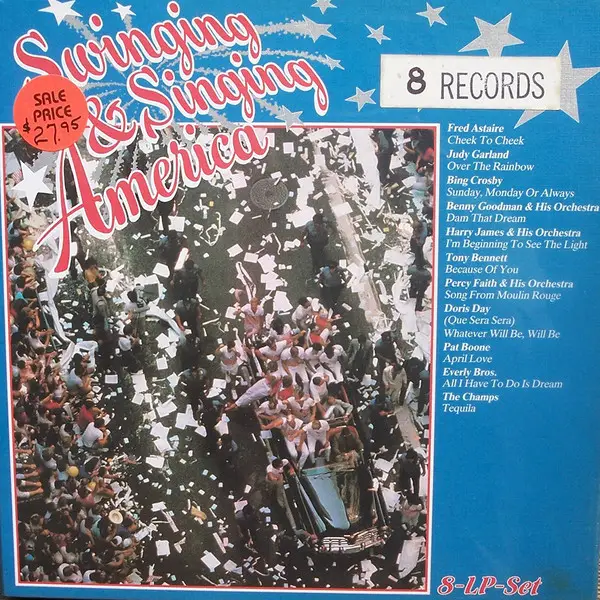 Swinging
& Singing
America
SALE
PRICE
$27.95
8 RECORDS
Fred Astaire
Cheek To Cheek
Judy Garland
Over The Rainbow
Bing Crosby
Sunday, Monday Or Always
Benny Goodman & His Orchestra
Dam That Dream
Harry James & His Orchestra
I'm Beginning To See The Light
Tony Bennett
Because Of You
Percy Faith & His Orchestra
Song From Moulin Rouge
Doris Day
(Que Sera Sera)
Whatever Will Be, Will Be
Pat Boone
April Love
Everly Bros.
All I Have To Do Is Dream
The Champs
Tequila
8-LP-Set